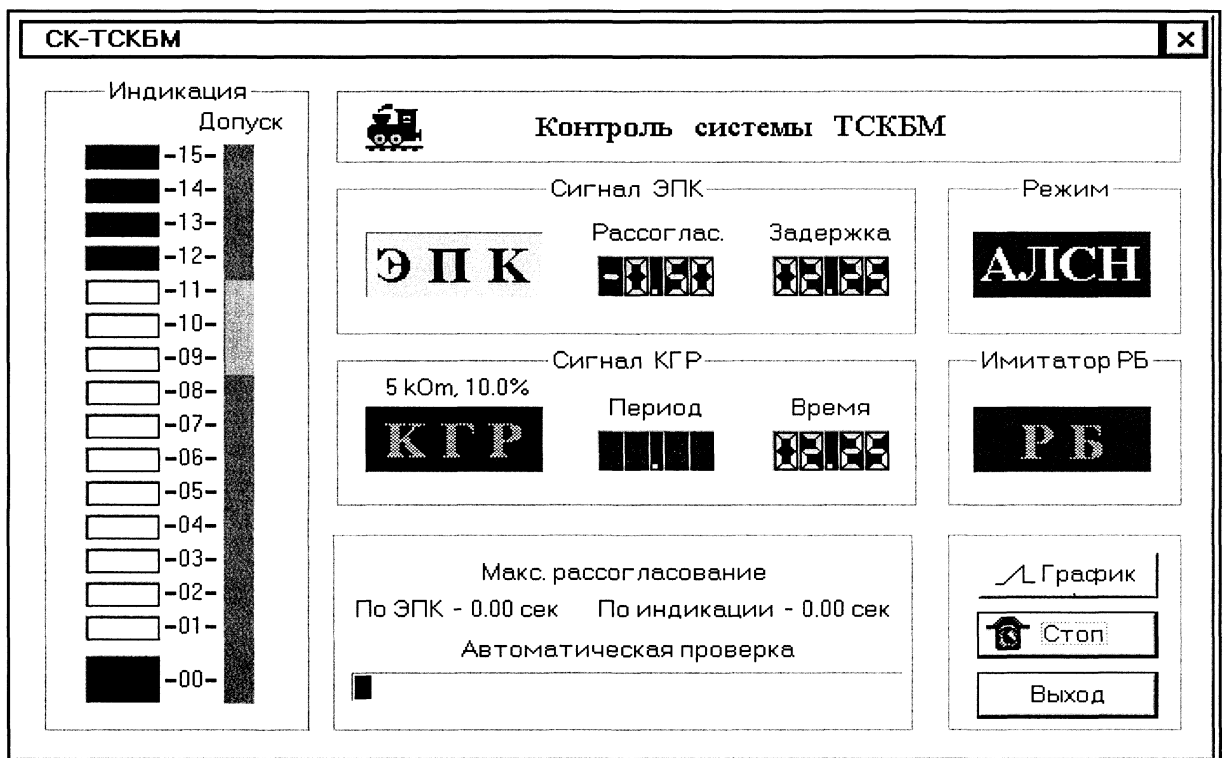 СК-ТСКБМ
Индикация
Допуск
-15-
-14-
-13-
-12-
-11-
-10-
-09-
-08-
-07-
-06-
-05-
-04-
-03-
-02-
-01-
-00-
Контроль системы ТСКБМ
Сигнал ЭПК
ЭПК
Рассоглас.
Задержка
Режим
АЛСН
Сигнал КГР
5 kOm, 10.0%
КГР
Период
Время
Имитатор РБ
РБ
Макс. рассогласование
По ЭПК - 0.00 сек По индикации - 0.00 сек
Автоматическая проверка
График
Стоп
Выход